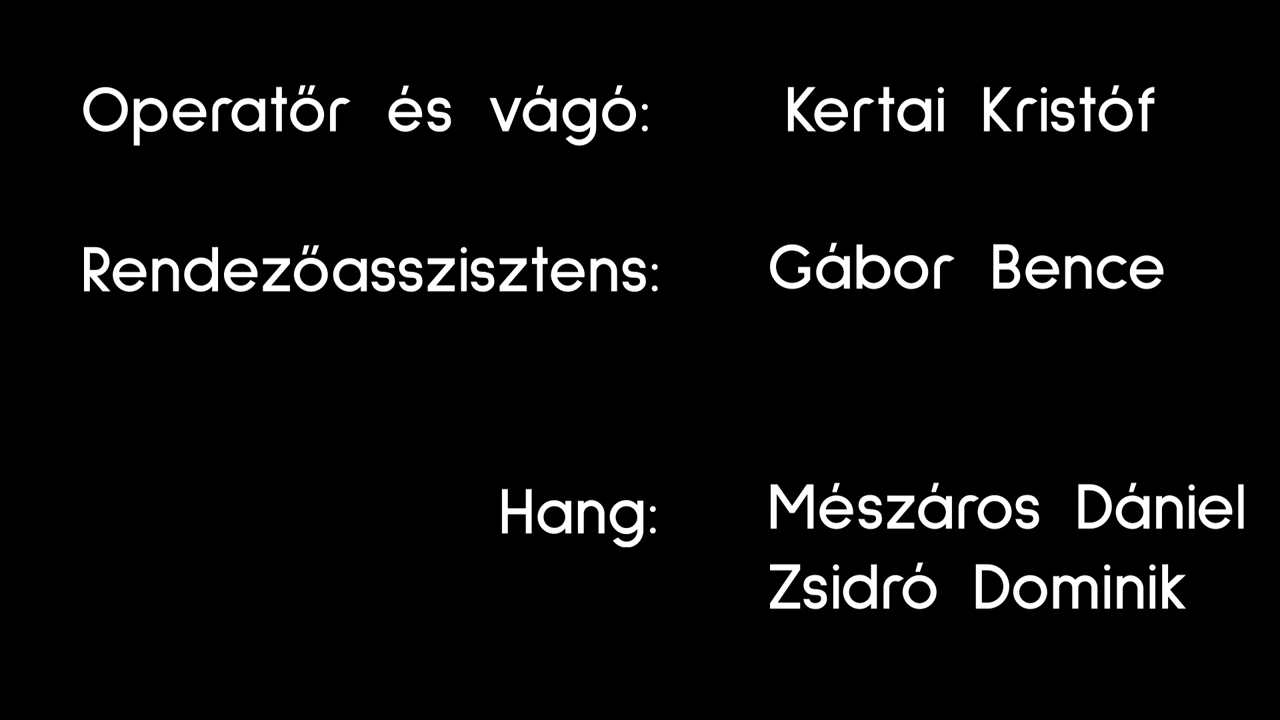 Operatőr és vágó: Kertai Kristóf
Rendezőasszisztens: Gábor Bence
Hang: Mészáros Dániel
Zsidró Dominik